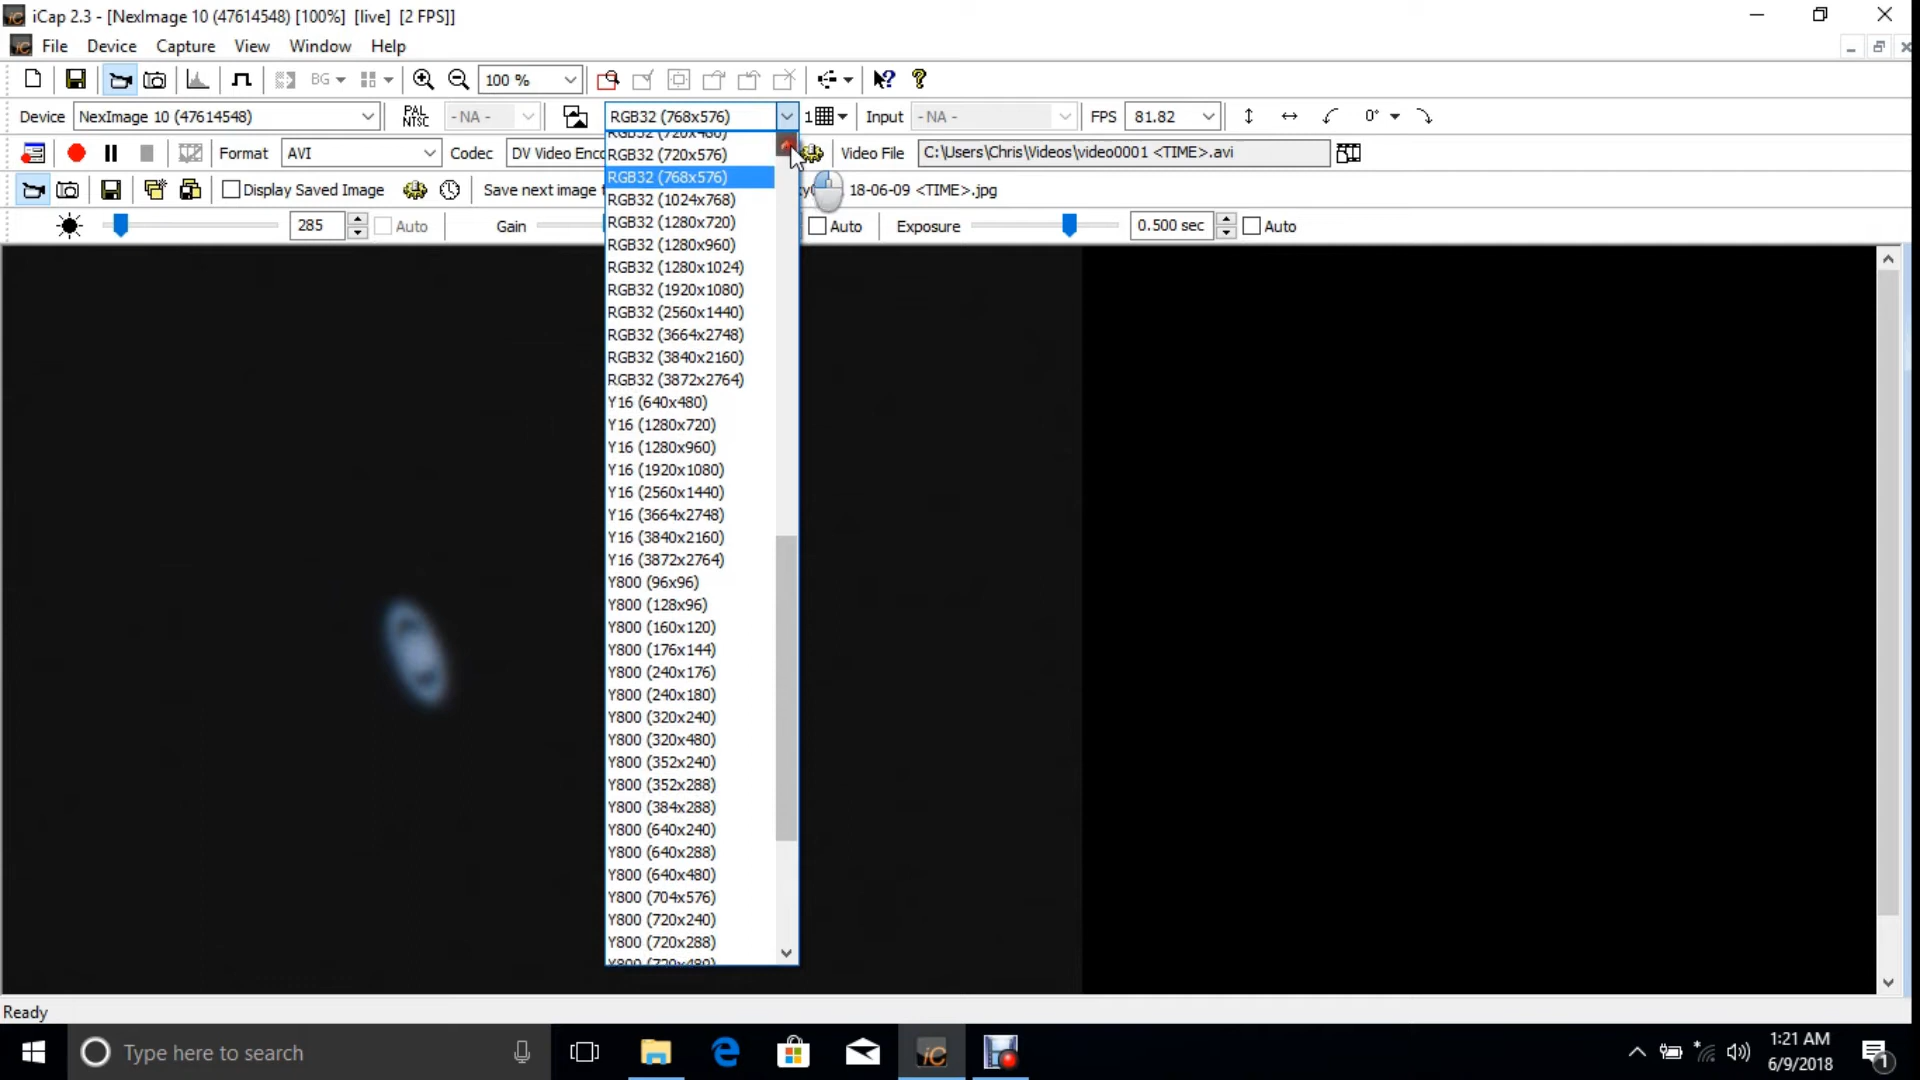 iCap 2.3 - [NexImage 10 (47614548) [100%]  [live]  [2 FPS]]
File Device Capture View Window Help
BG 100 %
Device NexImage 10 (47614548) PAL NTSC - NA - RGB32 (768x576) 1 Input - NA - FPS 81.82 0°
RGB32 (720x480)
Format AVI Codec DV Video Enc RGB32 (720x576) Video File C:\Users\Chris\Videos\video0001 <TIME>.avi
RGB32 (768x576)
Display Saved Image Save next image 18-06-09 <TIME>.jpg
RGB32 (1024x768)
285 Auto Gain RGB32 (1280x720) Auto Exposure 0.500 sec Auto
RGB32 (1280x960)
RGB32 (1280x1024)
RGB32 (1920x1080)
RGB32 (2560x1440)
RGB32 (3664x2748)
RGB32 (3840x2160)
RGB32 (3872x2764)
Y16 (640x480)
Y16 (1280x720)
Y16 (1280x960)
Y16 (1920x1080)
Y16 (2560x1440)
Y16 (3664x2748)
Y16 (3840x2160)
Y16 (3872x2764)
Y800 (96x96)
Y800 (128x96)
Y800 (160x120)
Y800 (176x144)
Y800 (240x176)
Y800 (240x180)
Y800 (320x240)
Y800 (320x480)
Y800 (352x240)
Y800 (352x288)
Y800 (384x288)
Y800 (640x240)
Y800 (640x288)
Y800 (640x480)
Y800 (704x576)
Y800 (720x240)
Y800 (720x288)
Y800 (720x480)
Ready
Type here to search
1:21 AM
6/9/2018
1